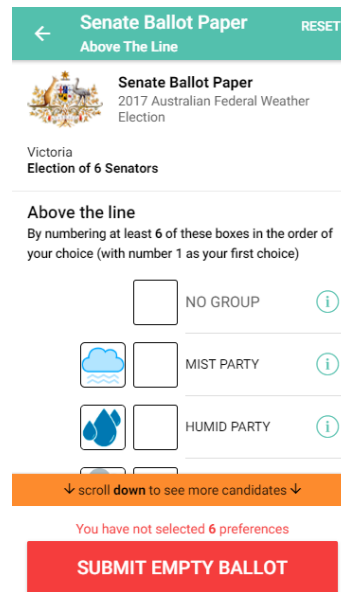 Senate Ballot Paper
RESET
Above The Line
Senate Ballot Paper
2017 Australian Federal Weather
Election
Victoria
Election of 6 Senators
Above the line
By numbering at least 6 of these boxes in the order of
your choice (with number 1 as your first choice)
NO GROUP
MIST PARTY
HUMID PARTY
↓ scroll down to see more candidates ↓
You have not selected 6 preferences
SUBMIT EMPTY BALLOT